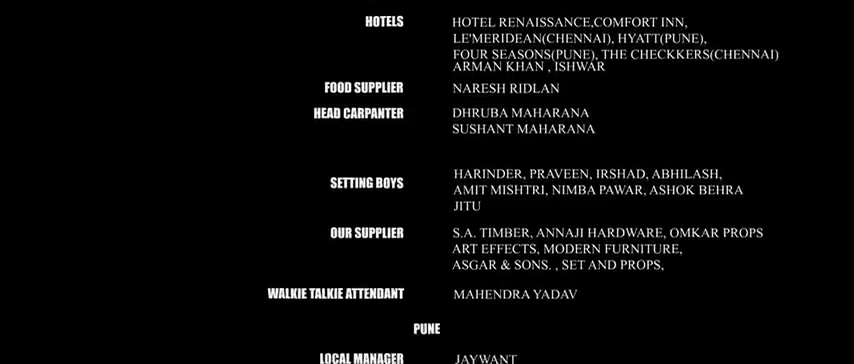 HOTELS HOTEL RENAISSANCE,COMFORT INN,
LE'MERIDEAN(CHENNAI), HYATT(PUNE),
FOUR SEASONS(PUNE), THE CHECKKERS(CHENNAI)
ARMAN KHAN , ISHWAR
FOOD SUPPLIER NARESH RIDLAN
HEAD CARPANTER DHRUBA MAHARANA
SUSHANT MAHARANA
HARINDER, PRAVEEN, IRSHAD, ABHILASH,
SETTING BOYS AMIT MISHTRI, NIMBA PAWAR, ASHOK BEHRA
JITU
OUR SUPPLIER S.A. TIMBER, ANNAJI HARDWARE, OMKAR PROPS
ART EFFECTS, MODERN FURNITURE,
ASGAR & SONS. , SET AND PROPS,
WALKIE TALKIE ATTENDANT MAHENDRA YADAV
PUNE
LOCAL MANAGER JAYWANT